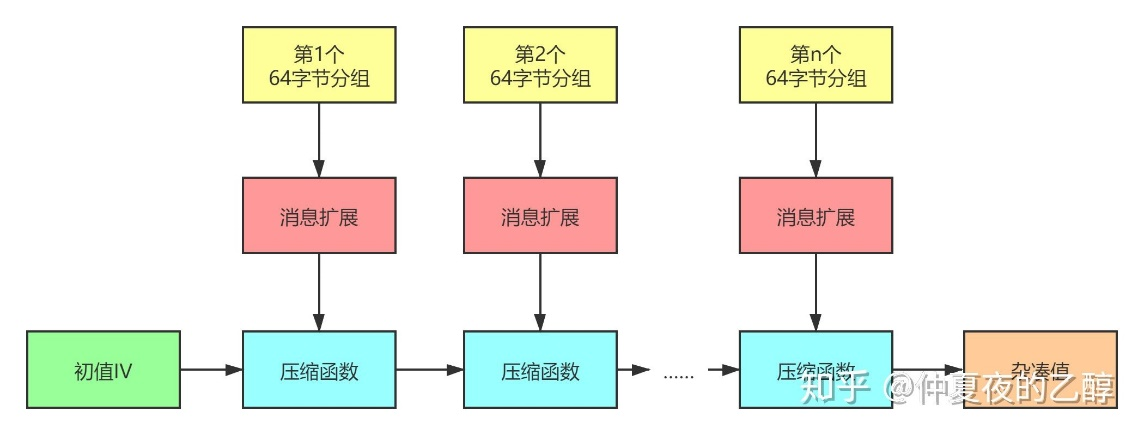 第1个
64字节分组
第2个
64字节分组
第n个
64字节分组
消息扩展
消息扩展
消息扩展
初值IV
压缩函数
压缩函数
......
压缩函数
杂凑值
知乎 @仲夏夜的乙醇